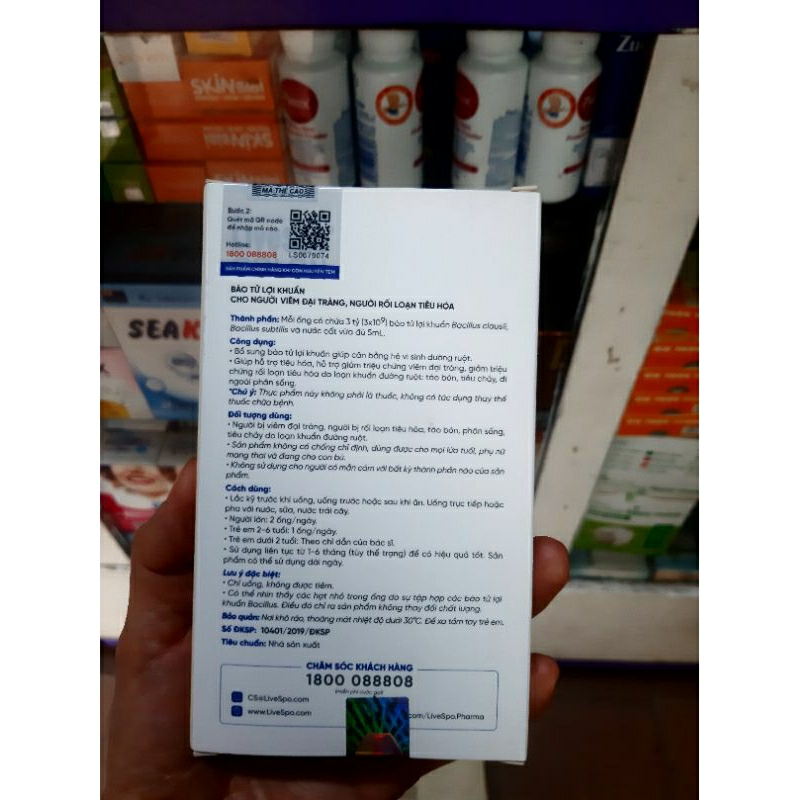 SKiN
SEAK
MÃ THẺ CÀO
Bước 2:
Quét mã QR code
để nhập mã cào.
Hotline:
1800 088808
LS0079074
SẢN PHẨM CHÍNH HÃNG KHI CÒN NGUYÊN TEM
BÀO TỬ LỢI KHUẨN
CHO NGƯỜI VIÊM ĐẠI TRÀNG, NGƯỜI RỐI LOẠN TIÊU HÓA
Thành phần: Mỗi ống có chứa 3 tỷ (3x10⁹) bào tử lợi khuẩn Bacillus clausii,
Bacillus subtilis và nước cất vừa đủ 5mL.
Công dụng:
• Bổ sung bào tử lợi khuẩn giúp cân bằng hệ vi sinh đường ruột.
• Giúp hỗ trợ tiêu hóa, hỗ trợ giảm triệu chứng viêm đại tràng, giảm triệu
chứng rối loạn tiêu hóa do loạn khuẩn đường ruột: táo bón, tiêu chảy, đi
ngoài phân sống.
*Chú ý: Thực phẩm này không phải là thuốc, không có tác dụng thay thế
thuốc chữa bệnh.
Đối tượng dùng:
• Người bị viêm đại tràng, người bị rối loạn tiêu hóa, táo bón, phân sống,
tiêu chảy do loạn khuẩn đường ruột.
• Sản phẩm không có chống chỉ định, dùng được cho mọi lứa tuổi, phụ nữ
mang thai và đang cho con bú.
• Không sử dụng cho người có mẫn cảm với bất kỳ thành phần nào của sản
phẩm.
Cách dùng:
• Lắc kỹ trước khi uống, uống trước hoặc sau khi ăn. Uống trực tiếp hoặc
pha với nước, sữa, nước trái cây.
• Người lớn: 2 ống/ngày.
• Trẻ em 2-6 tuổi: 1 ống/ngày.
• Trẻ em dưới 2 tuổi: Theo chỉ dẫn của bác sĩ.
• Sử dụng liên tục từ 1-6 tháng (tùy thể trạng) để có hiệu quả tốt. Sản
phẩm có thể sử dụng dài ngày.
Lưu ý đặc biệt:
• Chỉ uống, không được tiêm.
• Có thể nhìn thấy các hạt nhỏ trong ống do sự tập hợp các bào tử lợi
khuẩn Bacillus. Điều đó chỉ ra sản phẩm không thay đổi chất lượng.
Bảo quản: Nơi khô ráo, thoáng mát nhiệt độ dưới 30°C. Để xa tầm tay trẻ em.
Số ĐKSP: 10401/2019/ĐKSP
Tiêu chuẩn: Nhà sản xuất
CHĂM SÓC KHÁCH HÀNG
1800 088808
(miễn phí cước gọi)
CS@LiveSpo.com
www.LiveSpo.com
com/LiveSpo.Pharma